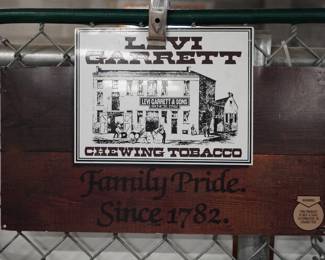 LEVI
GARRETT
LEVI GARRETT & SONS
CHEWING TOBACCO
Family Pride.
Since 1782.